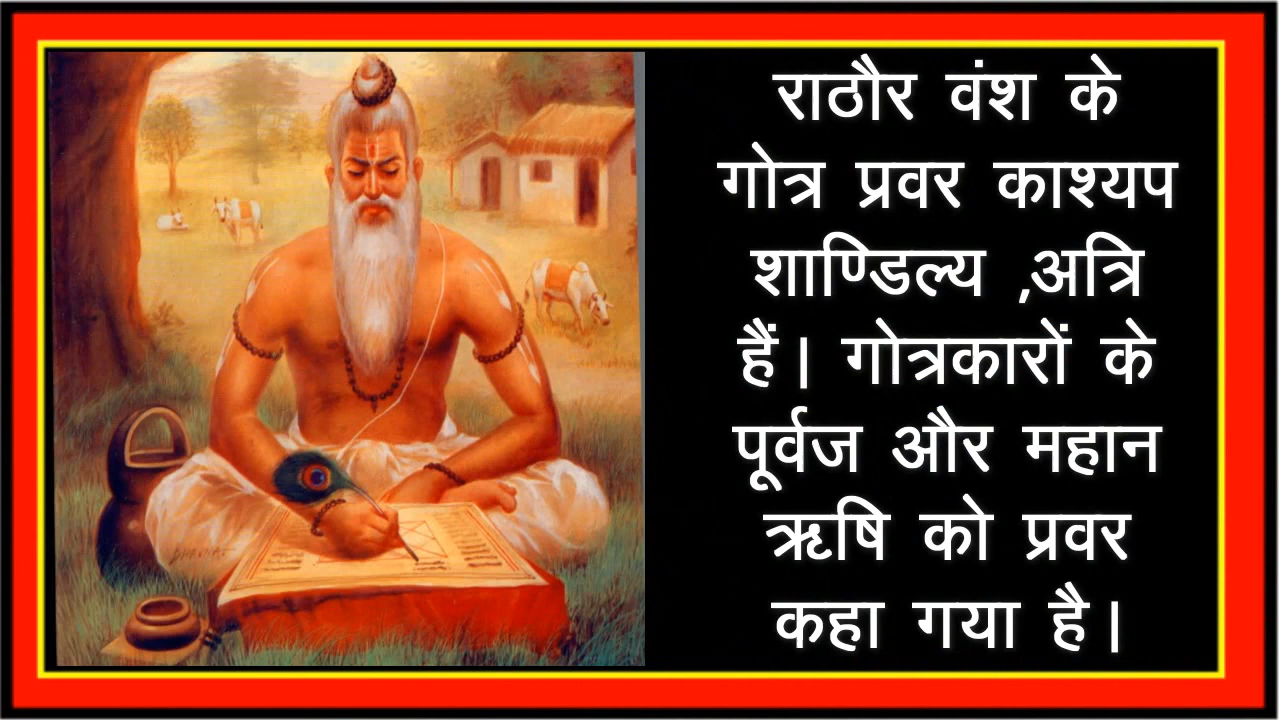 राठौर वंश के
गोत्र प्रवर काश्यप
शाण्डिल्य ,अत्रि
हैं। गोत्रकारों के
पूर्वज और महान
ऋषि को प्रवर
कहा गया है।